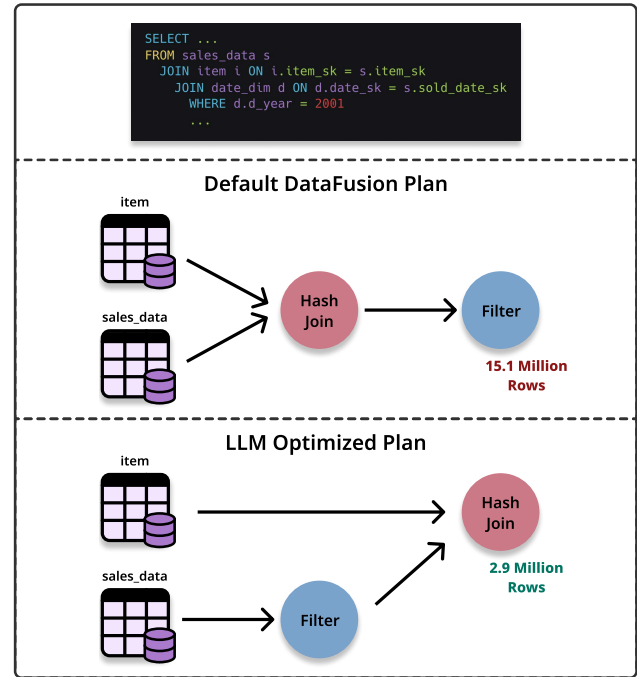 SELECT ...
FROM sales_data s
JOIN item i ON i.item_sk = s.item_sk
JOIN date_dim d ON d.date_sk = s.sold_date_sk
WHERE d.d_year = 2001
...
Default DataFusion Plan
item
sales_data
Hash
Join
Filter
15.1 Million
Rows
LLM Optimized Plan
item
Hash
Join
2.9 Million
Rows
sales_data
Filter